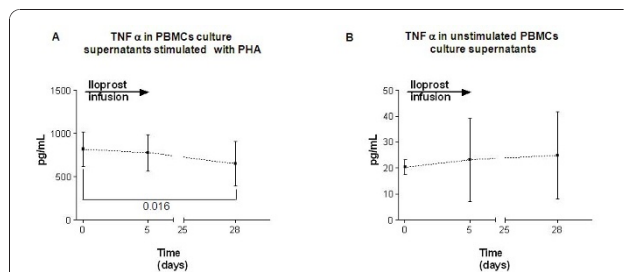 A
TNF α in PBMCs culture
supernatants stimulated with PHA
Iloprost
infusion
1500
1000
500
0
pg/mL
0.016
0 5 25 28
Time
(days)
B
TNF α in unstimulated PBMCs
culture supernatants
Iloprost
infusion
50
40
30
20
10
0
pg/mL
0 5 25 28
Time
(days)